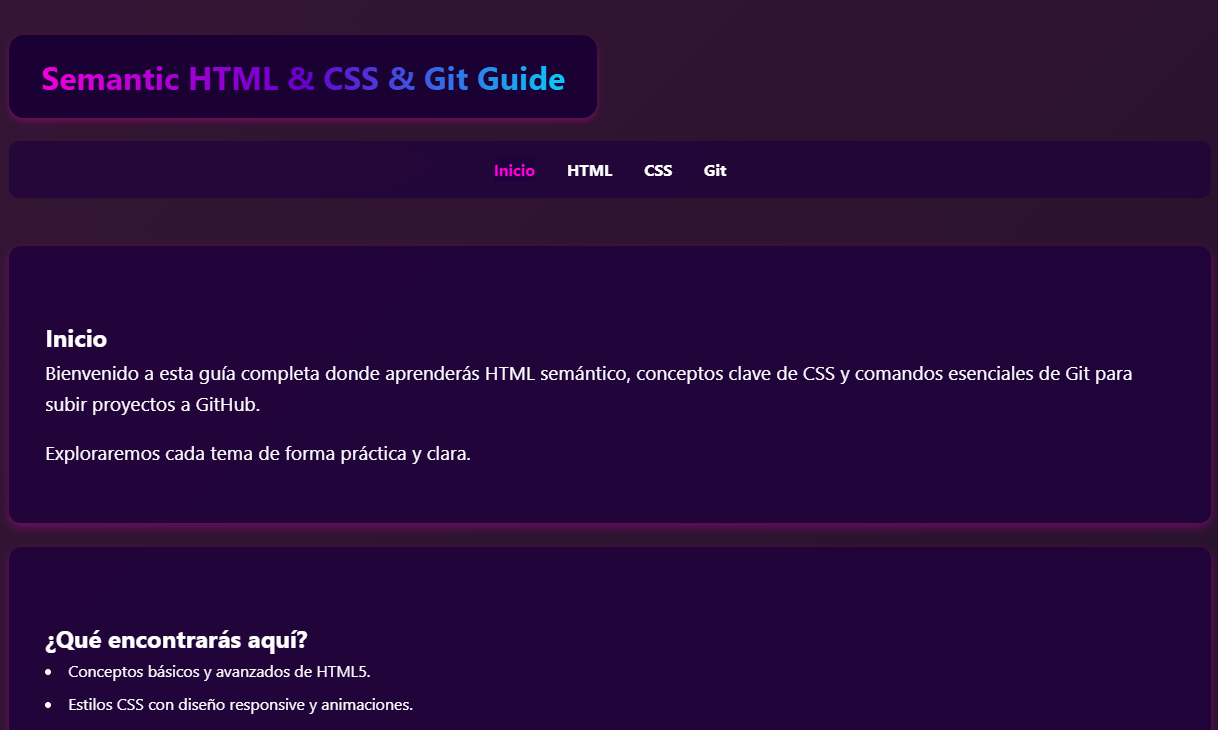 Semantic HTML & CSS & Git Guide
Inicio HTML CSS Git
Inicio
Bienvenido a esta guía completa donde aprenderás HTML semántico, conceptos clave de CSS y comandos esenciales de Git para
subir proyectos a GitHub.
Exploraremos cada tema de forma práctica y clara.
¿Qué encontrarás aquí?
• Conceptos básicos y avanzados de HTML5.
• Estilos CSS con diseño responsive y animaciones.